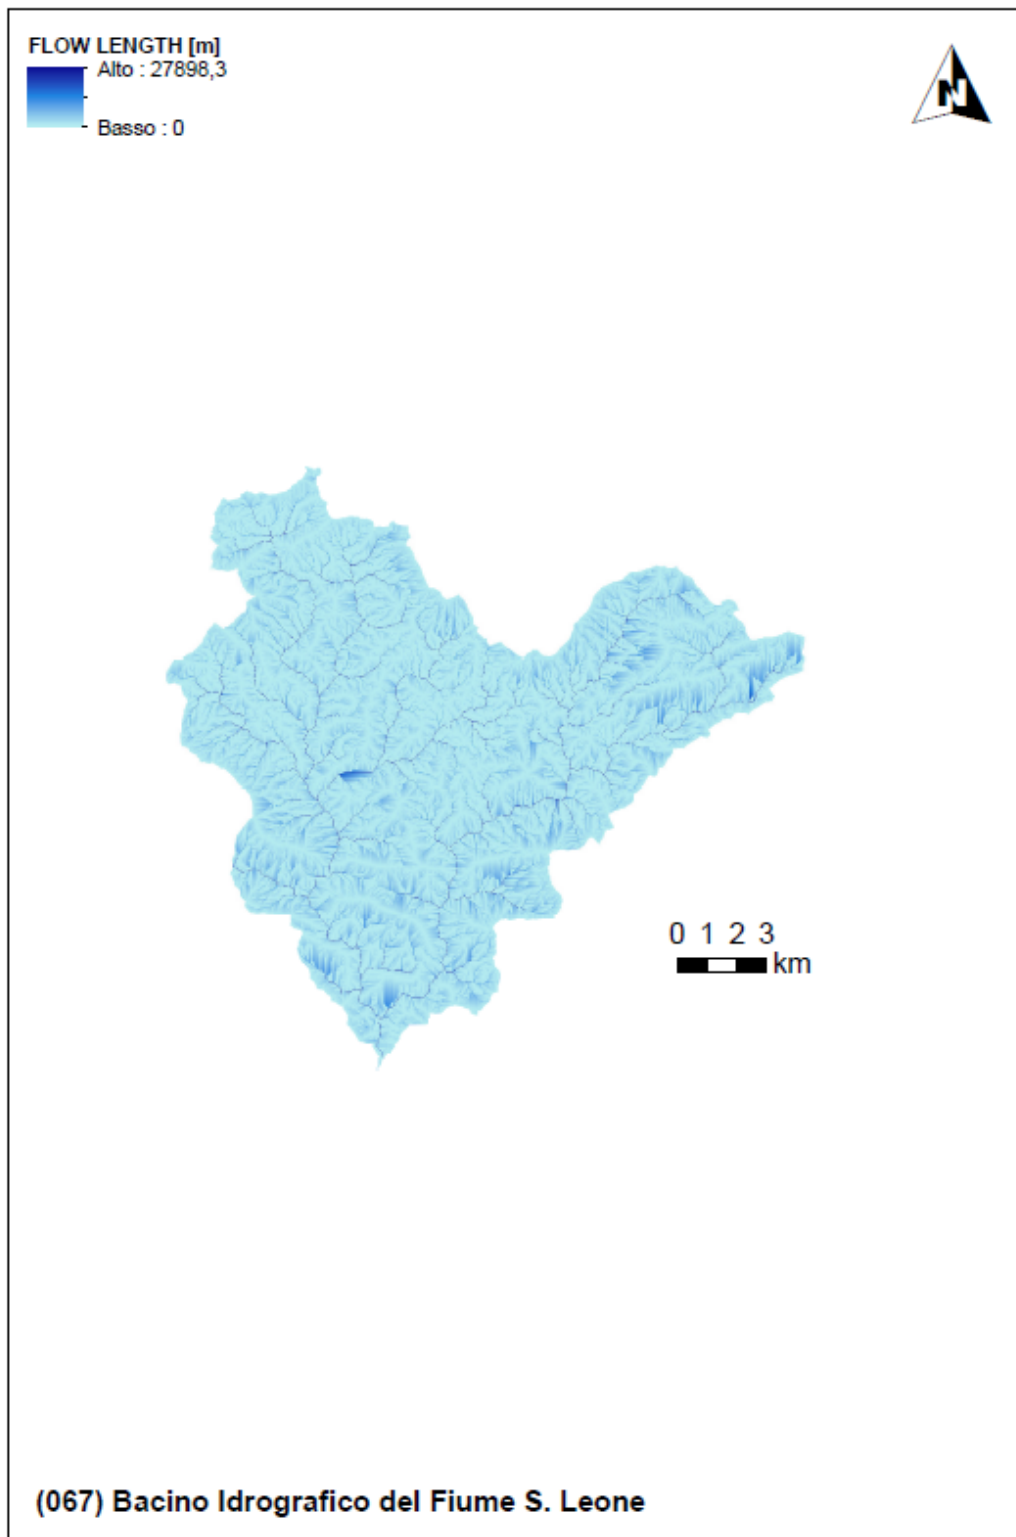 FLOW LENGTH [m]
Alto : 27898,3
Basso : 0
N
0 1 2 3
km
(067) Bacino Idrografico del Fiume S. Leone